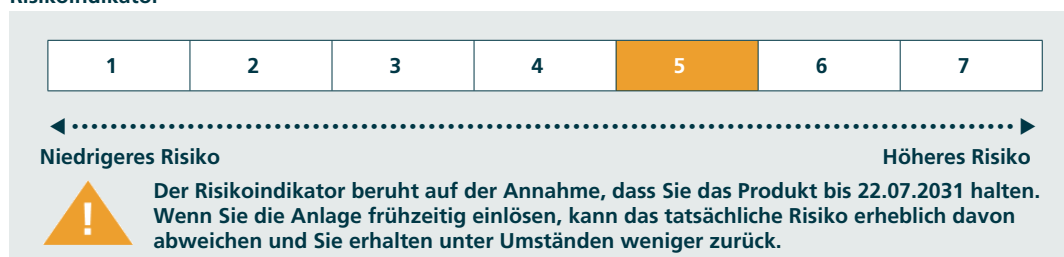 Risikoindikator
1 2 3 4 5 6 7
Niedrigeres Risiko Höheres Risiko
! Der Risikoindikator beruht auf der Annahme, dass Sie das Produkt bis 22.07.2031 halten.
Wenn Sie die Anlage frühzeitig einlösen, kann das tatsächliche Risiko erheblich davon
abweichen und Sie erhalten unter Umständen weniger zurück.